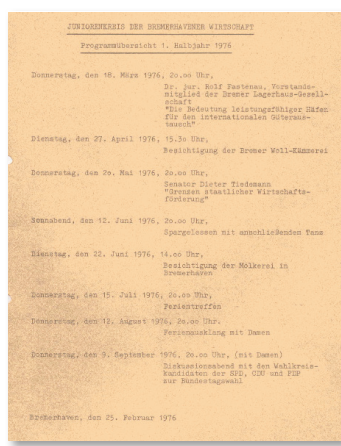 JUNIORENKREIS DER BREMERHAVENER WIRTSCHAFT
Programmübersicht 1. Halbjahr 1976
Donnerstag, den 18. März 1976, 20.00 Uhr,
Dr. jur. Rolf Fastenau, Vorstands-
mitglied der Bremer Lagerhaus-Gesell-
schaft
"Die Bedeutung leistungsfähiger Häfen
für den internationalen Güteraus-
tausch"
Dienstag, den 27. April 1976, 15.30 Uhr,
Besichtigung der Bremer Woll-Kämmerei
Donnerstag, den 20. Mai 1976, 20.00 Uhr,
Senator Dieter Tiedemann
"Grenzen staatlicher Wirtschafts-
förderung"
Sonnabend, den 12. Juni 1976, 20.00 Uhr,
Spargelessen mit anschließendem Tanz
Dienstag, den 22. Juni 1976, 14.00 Uhr,
Besichtigung der Molkerei in
Bremerhaven
Donnerstag, den 15. Juli 1976, 20.00 Uhr,
Ferientreffen
Donnerstag, den 12. August 1976, 20.00 Uhr.
Ferienausklang mit Damen
Donnerstag, den 9. September 1976, 20.00 Uhr, (mit Damen)
Diskussionsabend mit den Wahlkreis-
kandidaten der SPD, CDU und FDP
zur Bundestagswahl
Bremerhaven, den 25. Februar 1976